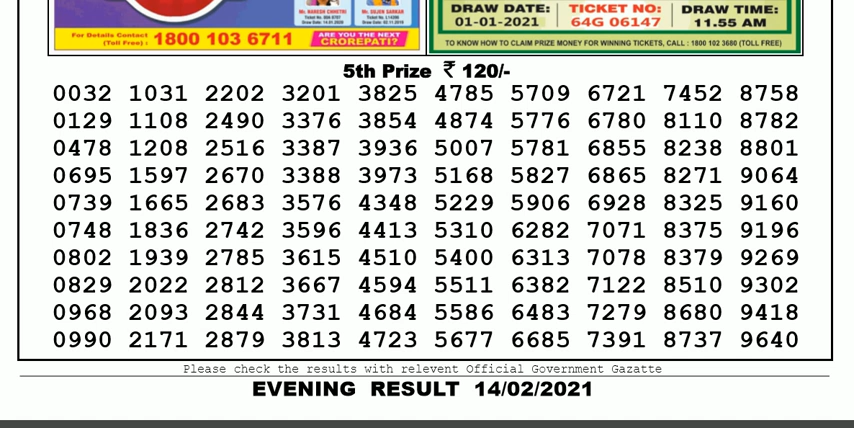 Mr. GANESH CHHETRI
Mr. SAJEN SARKAR
For Details Contact
(Toll Free) : 1800 103 6711
ARE YOU THE NEXT
CROREPATI?
DRAW DATE: TICKET NO: DRAW TIME:
01-01-2021 64G 06147 11.55 AM
TO KNOW HOW TO CLAIM PRIZE MONEY FOR WINNING TICKETS, CALL : 1800 102 3680 (TOLL FREE)
5th Prize ₹ 120/-
0032 1031 2202 3201 3825 4785 5709 6721 7452 8758
0129 1108 2490 3376 3854 4874 5776 6780 8110 8782
0478 1208 2516 3387 3936 5007 5781 6855 8238 8801
0695 1597 2670 3388 3973 5168 5827 6865 8271 9064
0739 1665 2683 3576 4348 5229 5906 6928 8325 9160
0748 1836 2742 3596 4413 5310 6282 7071 8375 9196
0802 1939 2785 3615 4510 5400 6313 7078 8379 9269
0829 2022 2812 3667 4594 5511 6382 7122 8510 9302
0968 2093 2844 3731 4684 5586 6483 7279 8680 9418
0990 2171 2879 3813 4723 5677 6685 7391 8737 9640
Please check the results with relevent Official Government Gazatte
EVENING RESULT 14/02/2021